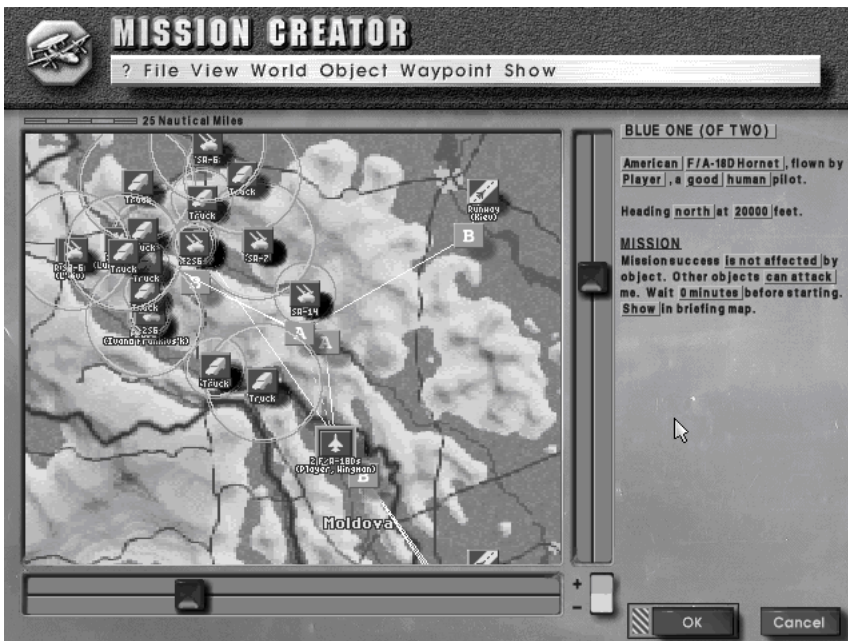 MISSION CREATOR
? File View World Object Waypoint Show
25 Nautical Miles
BLUE ONE (OF TWO)
American F/A-18D Hornet, flown by
Player, a good human pilot.
Heading north at 20000 feet.
MISSION
Mission success is not affected by
object. Other objects can attack
me. Wait 0 minutes before starting.
Show in briefing map.
SA-6
Truck
Truck
Truck
Runway
(Kiev)
B
Truck
2S6
SA-7
Truck
B
SA-14
Truck
A
A
2S6
(Ivano Frankivs'k)
Truck
Truck
2 F/A-18Ds
(Player, Wingman)
B
Moldova
+
-
OK
Cancel